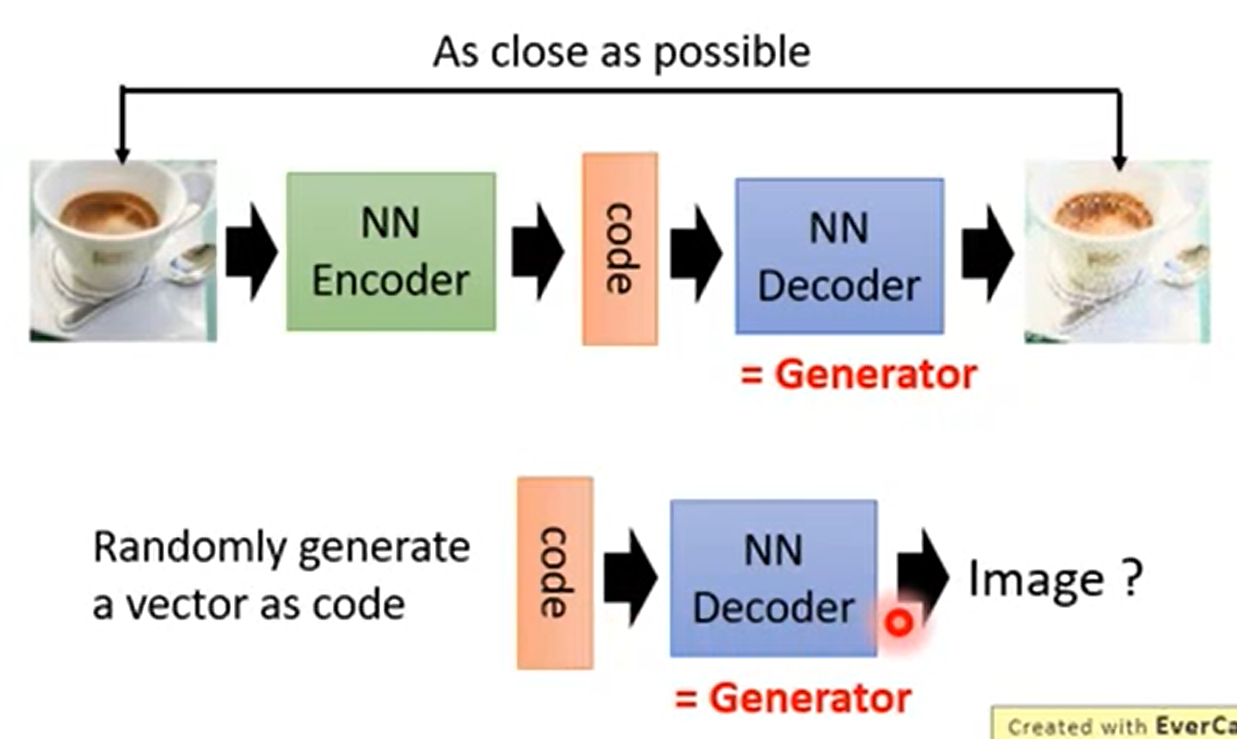 As close as possible
NN
Encoder
code
NN
Decoder
= Generator
Randomly generate
a vector as code
code
NN
Decoder
Image ?
= Generator
Created with